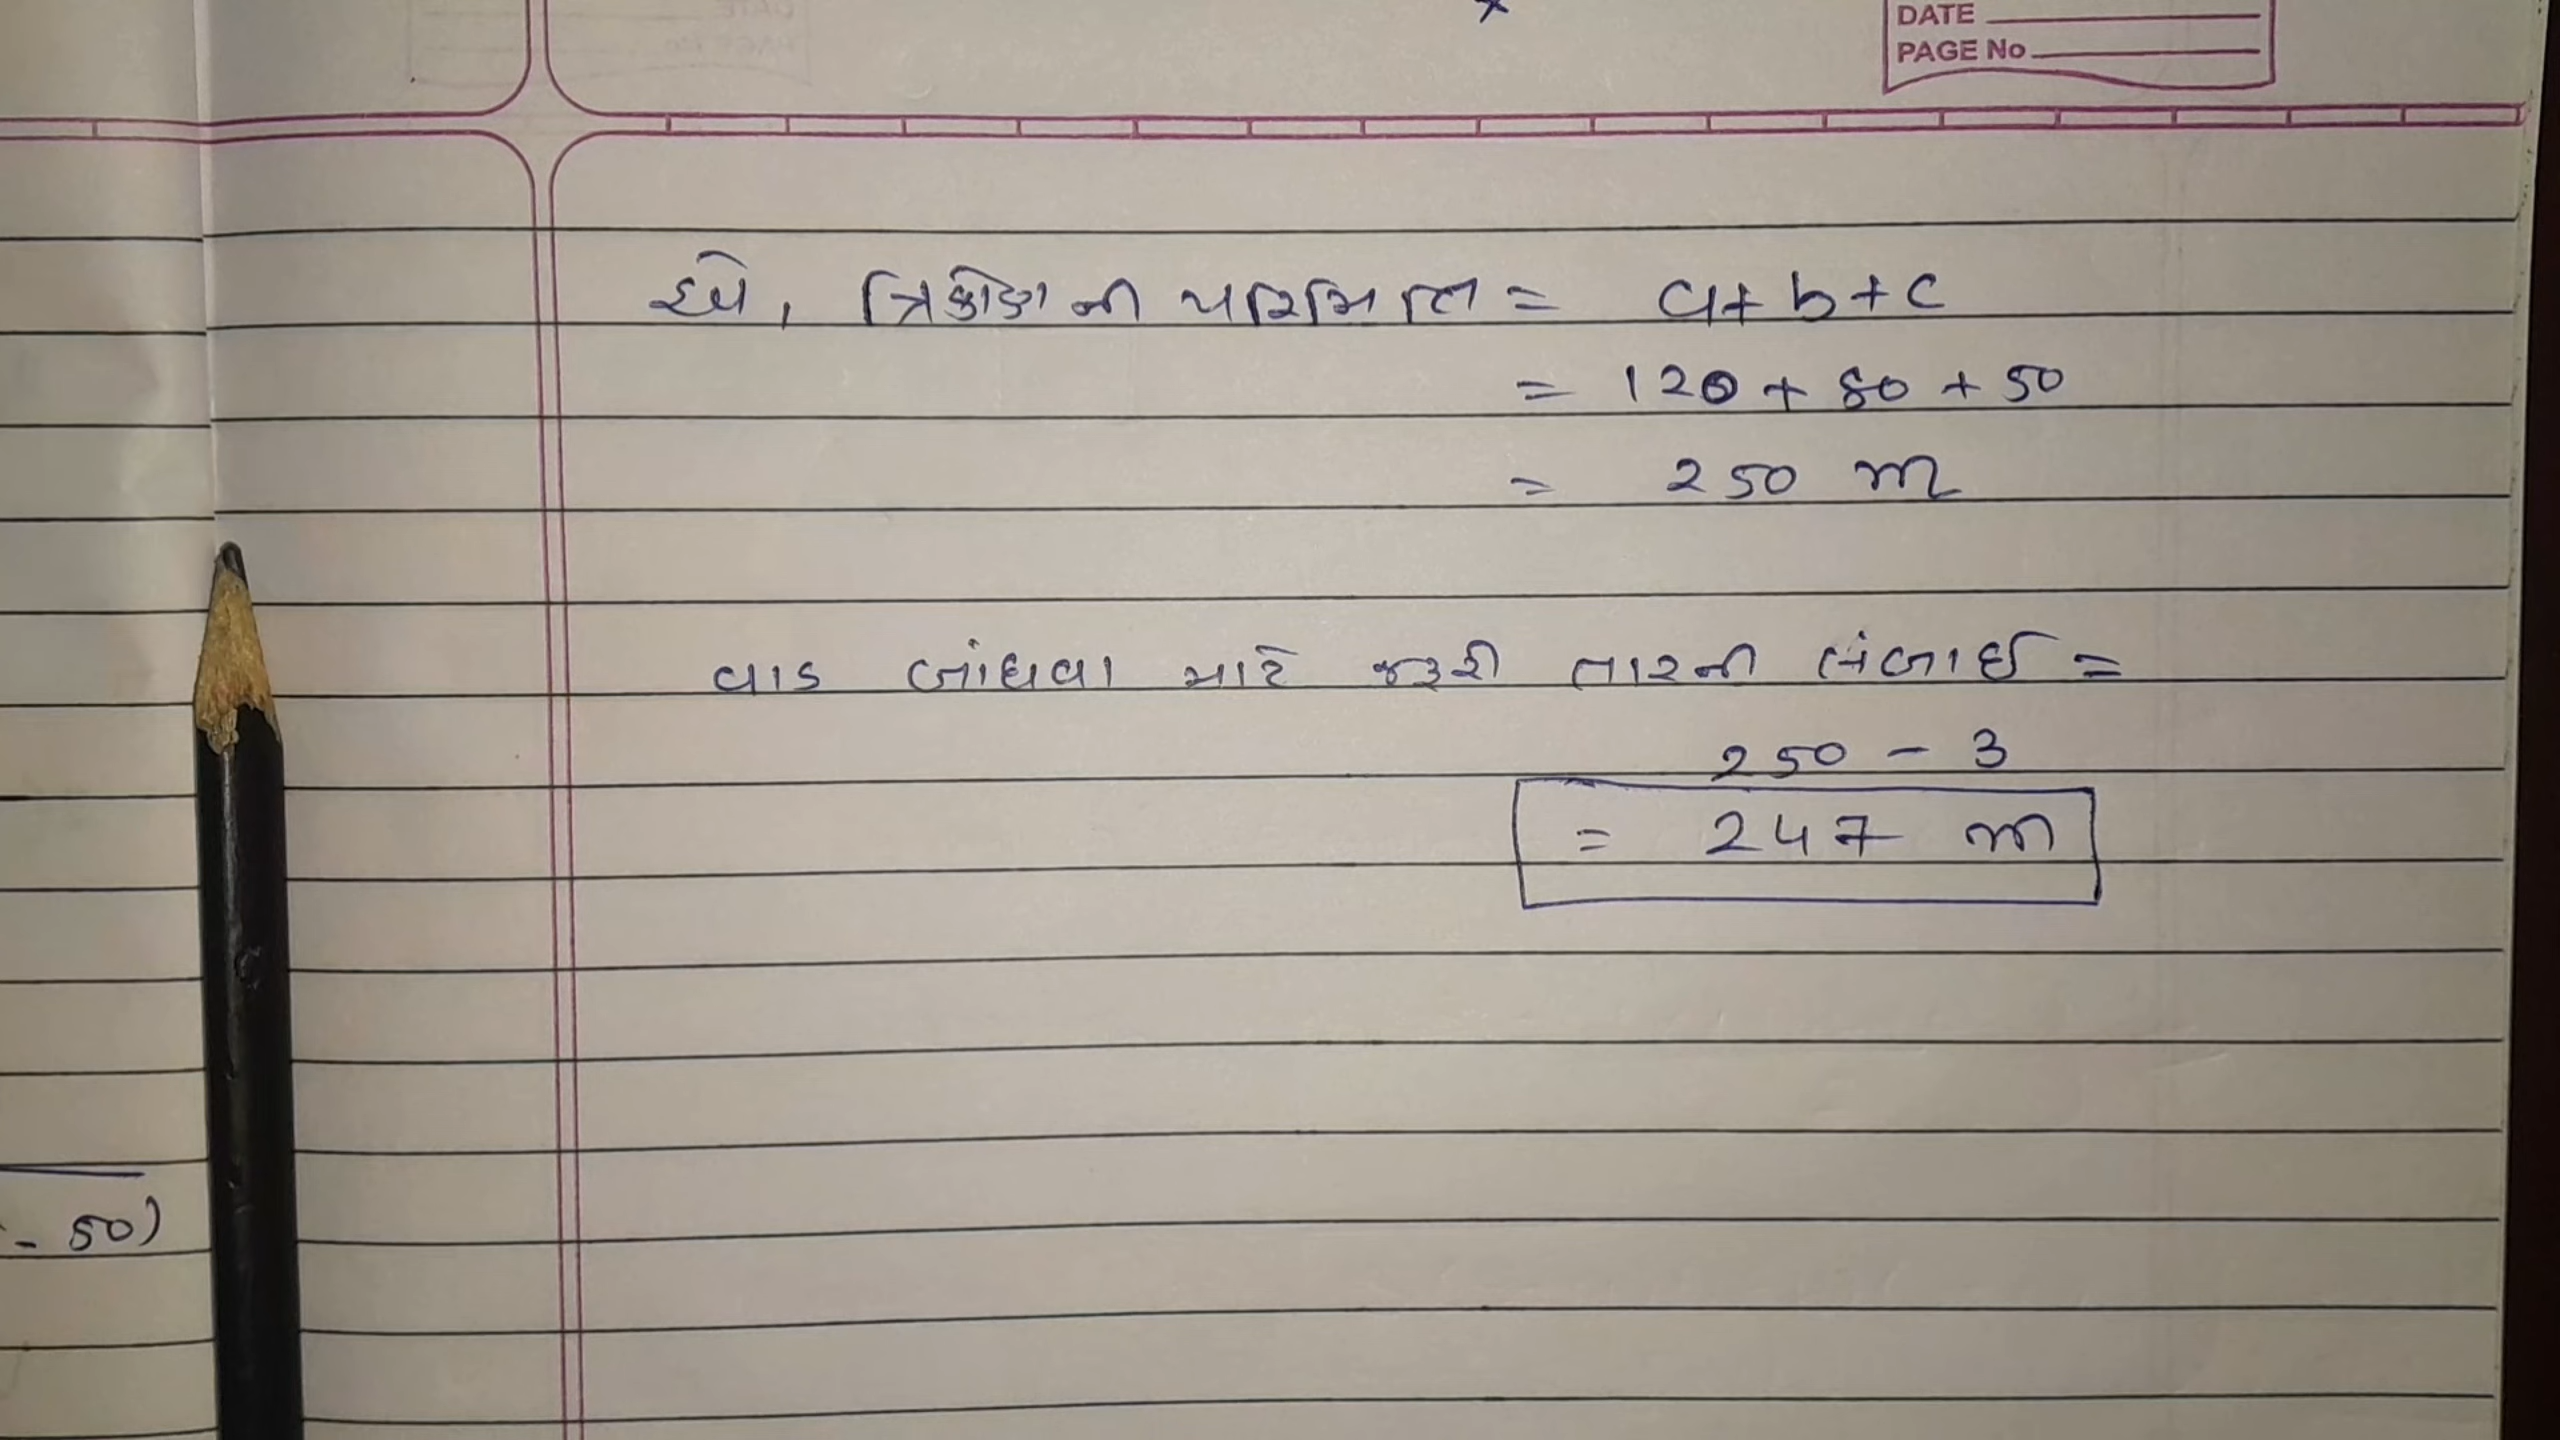 DATE
PAGE No
હવે, ત્રિકોણની પરિમિતિ = a+b+c
= 120 + 80 + 50
= 250 m
વાડ બાંધવા માટે જરૂરી તારની લંબાઈ =
250 - 3
= 247 m
- 50)